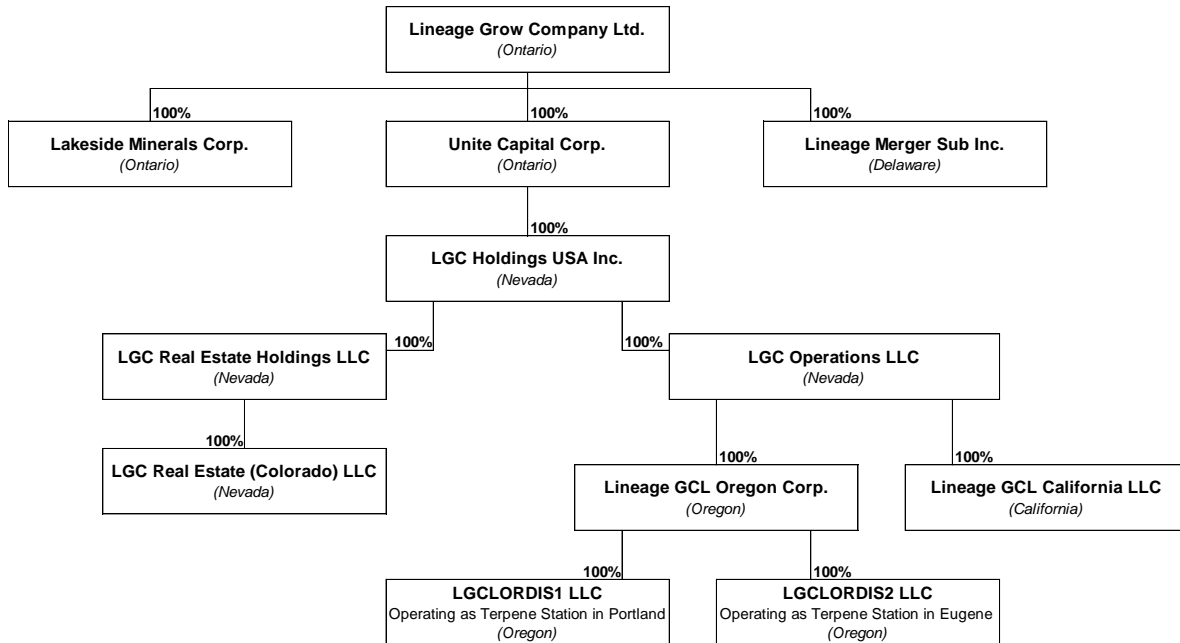 Lineage Grow Company Ltd.
(Ontario)
100%
100%
100%
Lakeside Minerals Corp.
(Ontario)
Unite Capital Corp.
(Ontario)
Lineage Merger Sub Inc.
(Delaware)
100%
LGC Holdings USA Inc.
(Nevada)
100%
100%
LGC Real Estate Holdings LLC
(Nevada)
LGC Operations LLC
(Nevada)
100%
LGC Real Estate (Colorado) LLC
(Nevada)
100%
100%
Lineage GCL Oregon Corp.
(Oregon)
Lineage GCL California LLC
(California)
100%
100%
LGCLORDIS1 LLC
Operating as Terpene Station in Portland
(Oregon)
LGCLORDIS2 LLC
Operating as Terpene Station in Eugene
(Oregon)